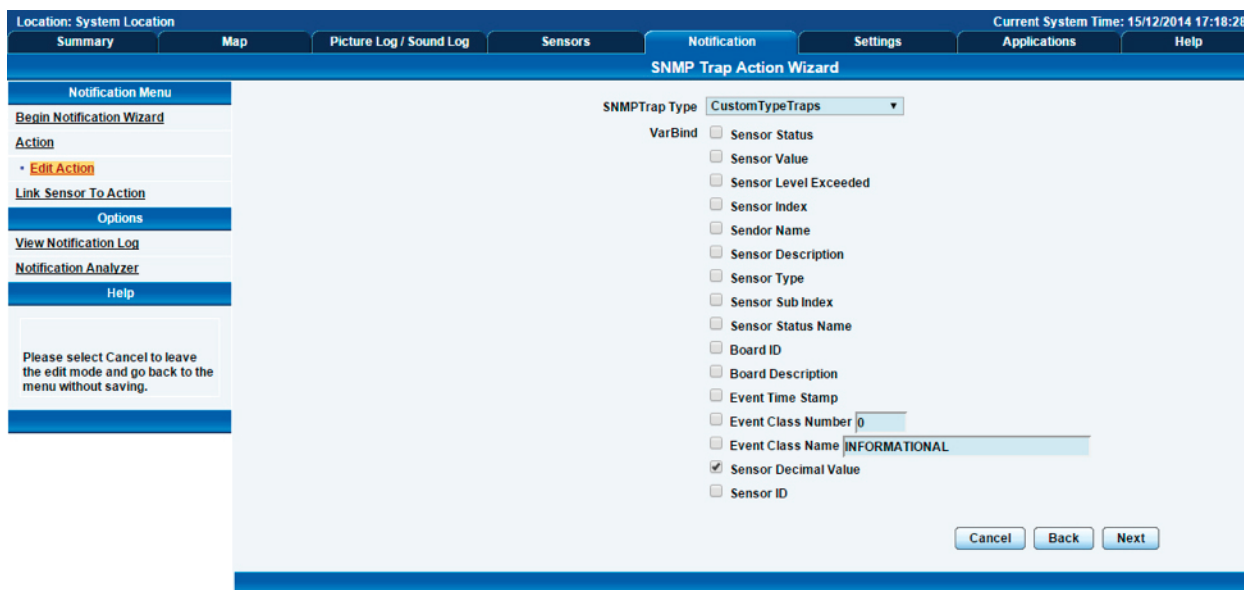 Location: System Location
Current System Time: 15/12/2014 17:18:28
Summary Map Picture Log / Sound Log Sensors Notification Settings Applications Help
SNMP Trap Action Wizard
Notification Menu
Begin Notification Wizard
Action
• Edit Action
Link Sensor To Action
Options
View Notification Log
Notification Analyzer
Help
Please select Cancel to leave
the edit mode and go back to the
menu without saving.
SNMPTrap Type CustomTypeTraps
VarBind Sensor Status
Sensor Value
Sensor Level Exceeded
Sensor Index
Sendor Name
Sensor Description
Sensor Type
Sensor Sub Index
Sensor Status Name
Board ID
Board Description
Event Time Stamp
Event Class Number 0
Event Class Name INFORMATIONAL
Sensor Decimal Value
Sensor ID
Cancel Back Next